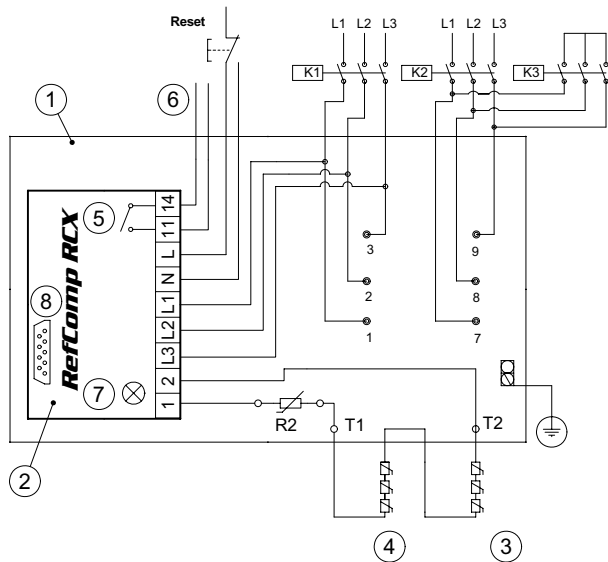 Reset
L1 L2 L3
L1 L2 L3
K1
K2
K3
6
1
5
14
11
L
N
L1
L2
L3
2
1
RefComp RCX
8
7
3
2
1
9
8
7
R2
T1
T2
2
4
3